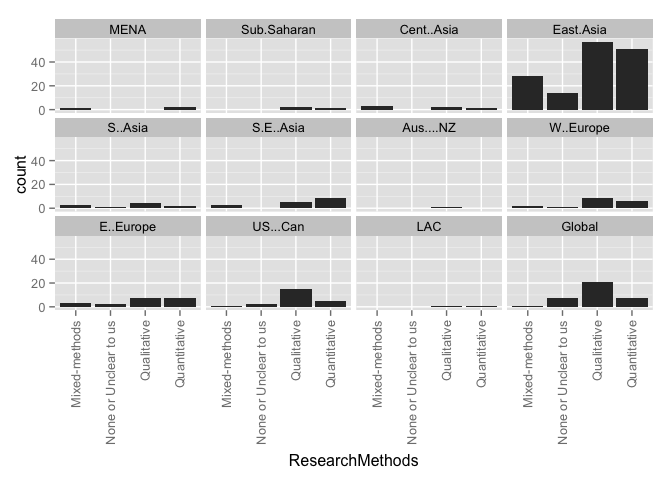 MENA Sub.Saharan Cent..Asia East.Asia
40
20
0
S..Asia S.E..Asia Aus....NZ W..Europe
40
20
0
count
E..Europe US...Can LAC Global
40
20
0
Mixed-methods
None or Unclear to us
Qualitative
Quantitative
Mixed-methods
None or Unclear to us
Qualitative
Quantitative
Mixed-methods
None or Unclear to us
Qualitative
Quantitative
Mixed-methods
None or Unclear to us
Qualitative
Quantitative
ResearchMethods